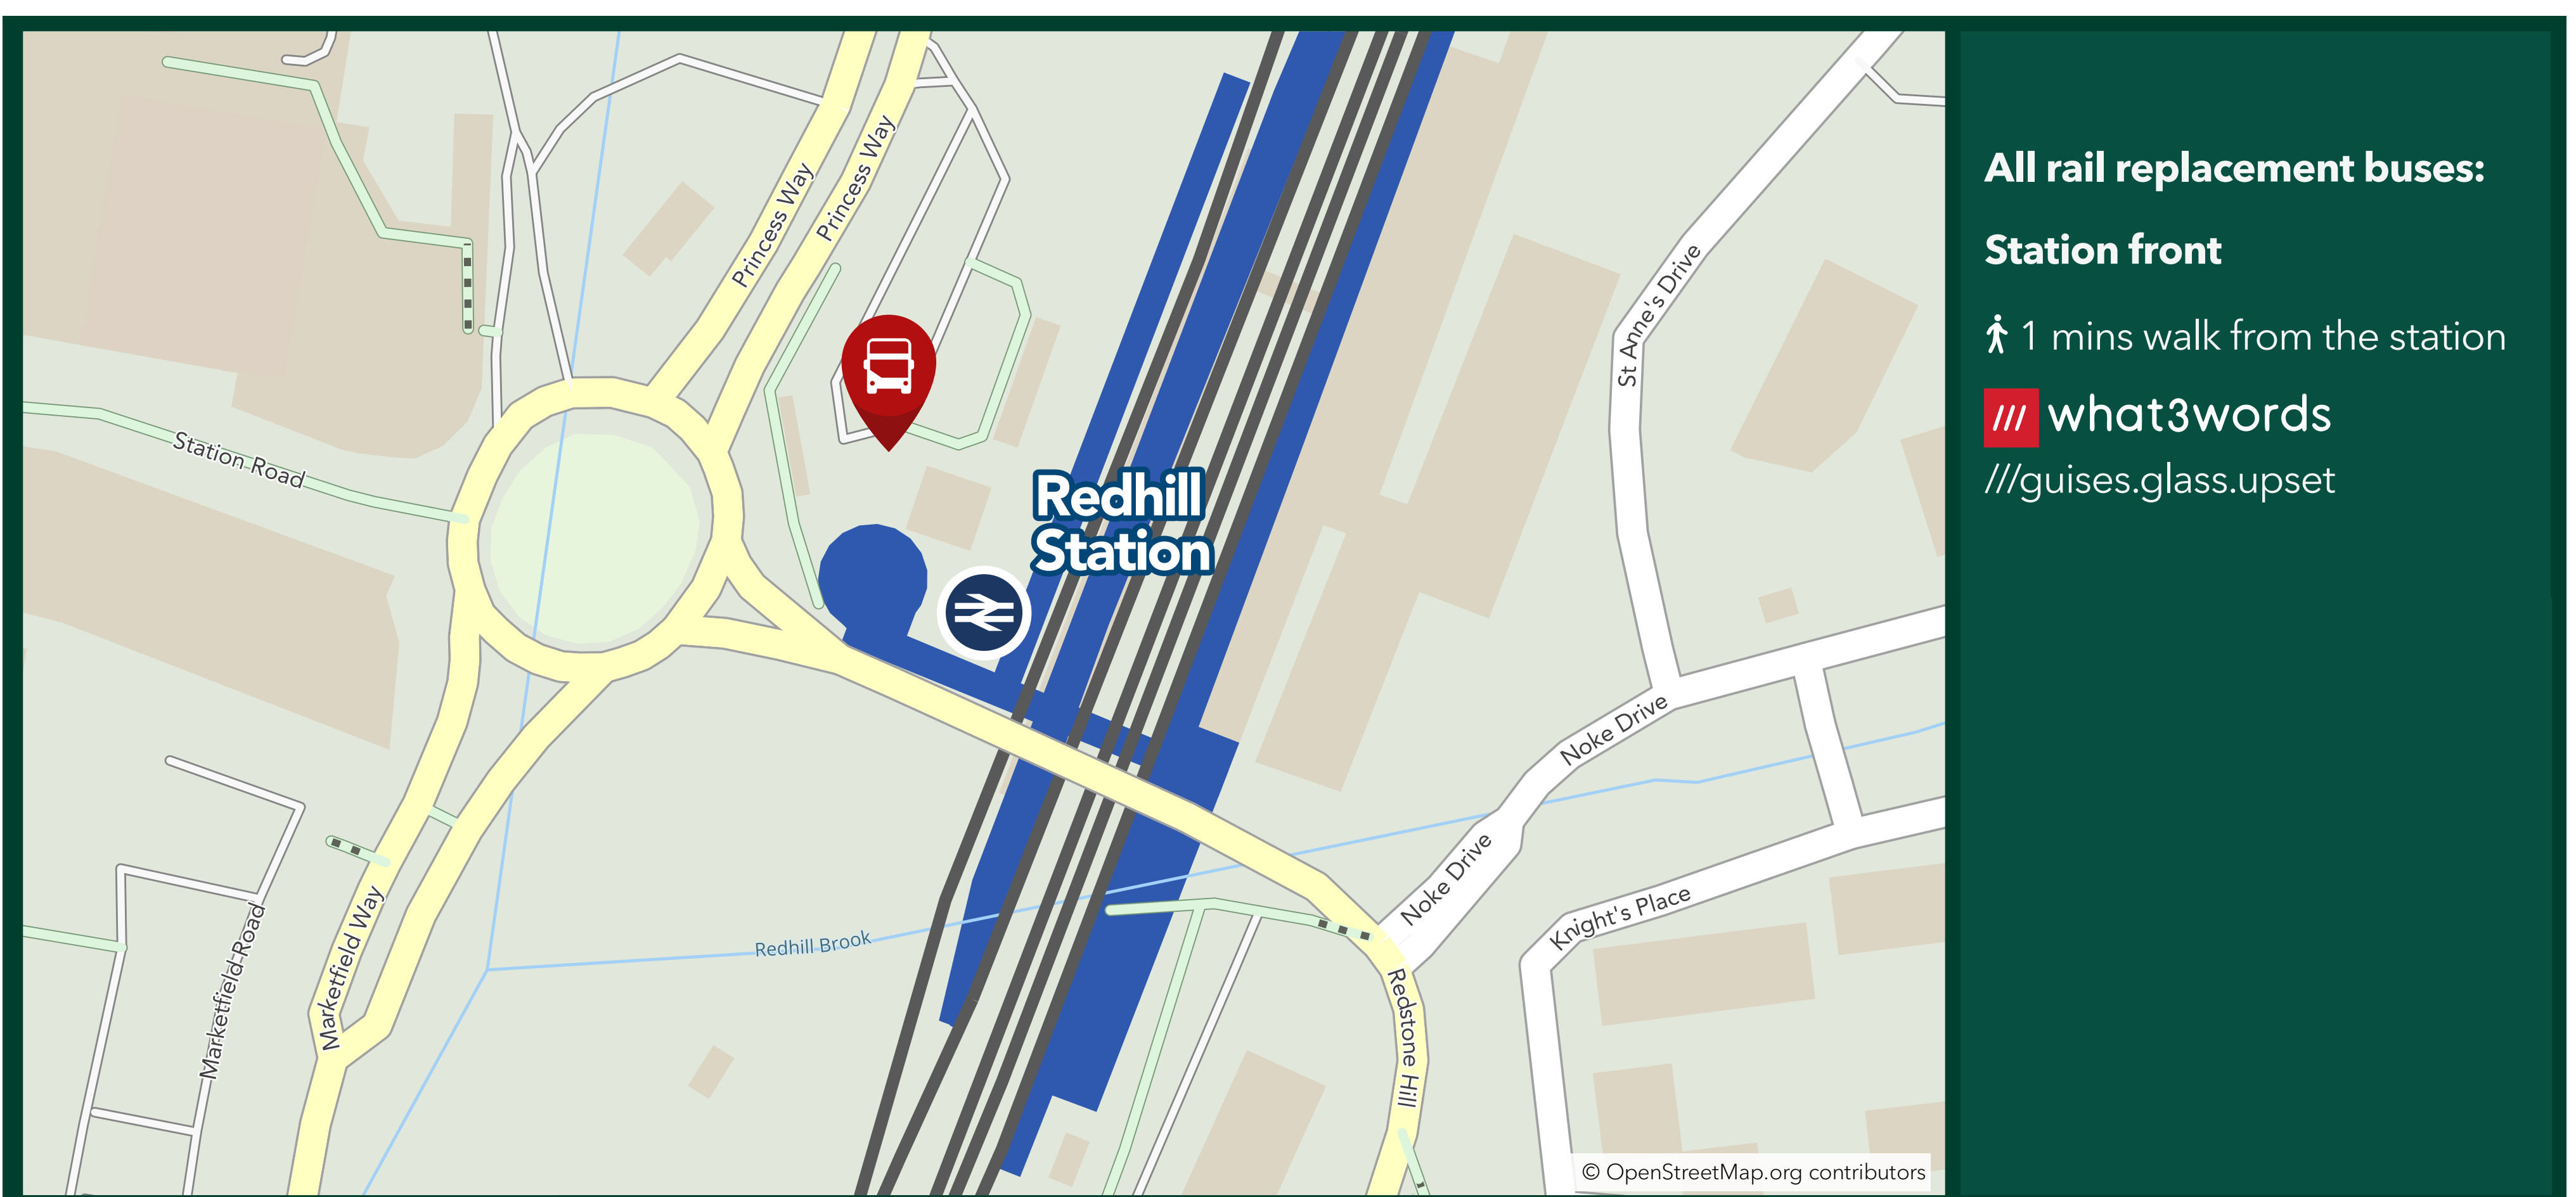 Princess Way
Princess Way
St Anne's Drive
Station Road
Redhill
Station
Noke Drive
Noke Drive
Knight's Place
Redhill Brook
Marketfield Way
Marketfield Road
Redstone Hill
© OpenStreetMap.org contributors
All rail replacement buses:
Station front
1 mins walk from the station
/// what3words
///guises.glass.upset